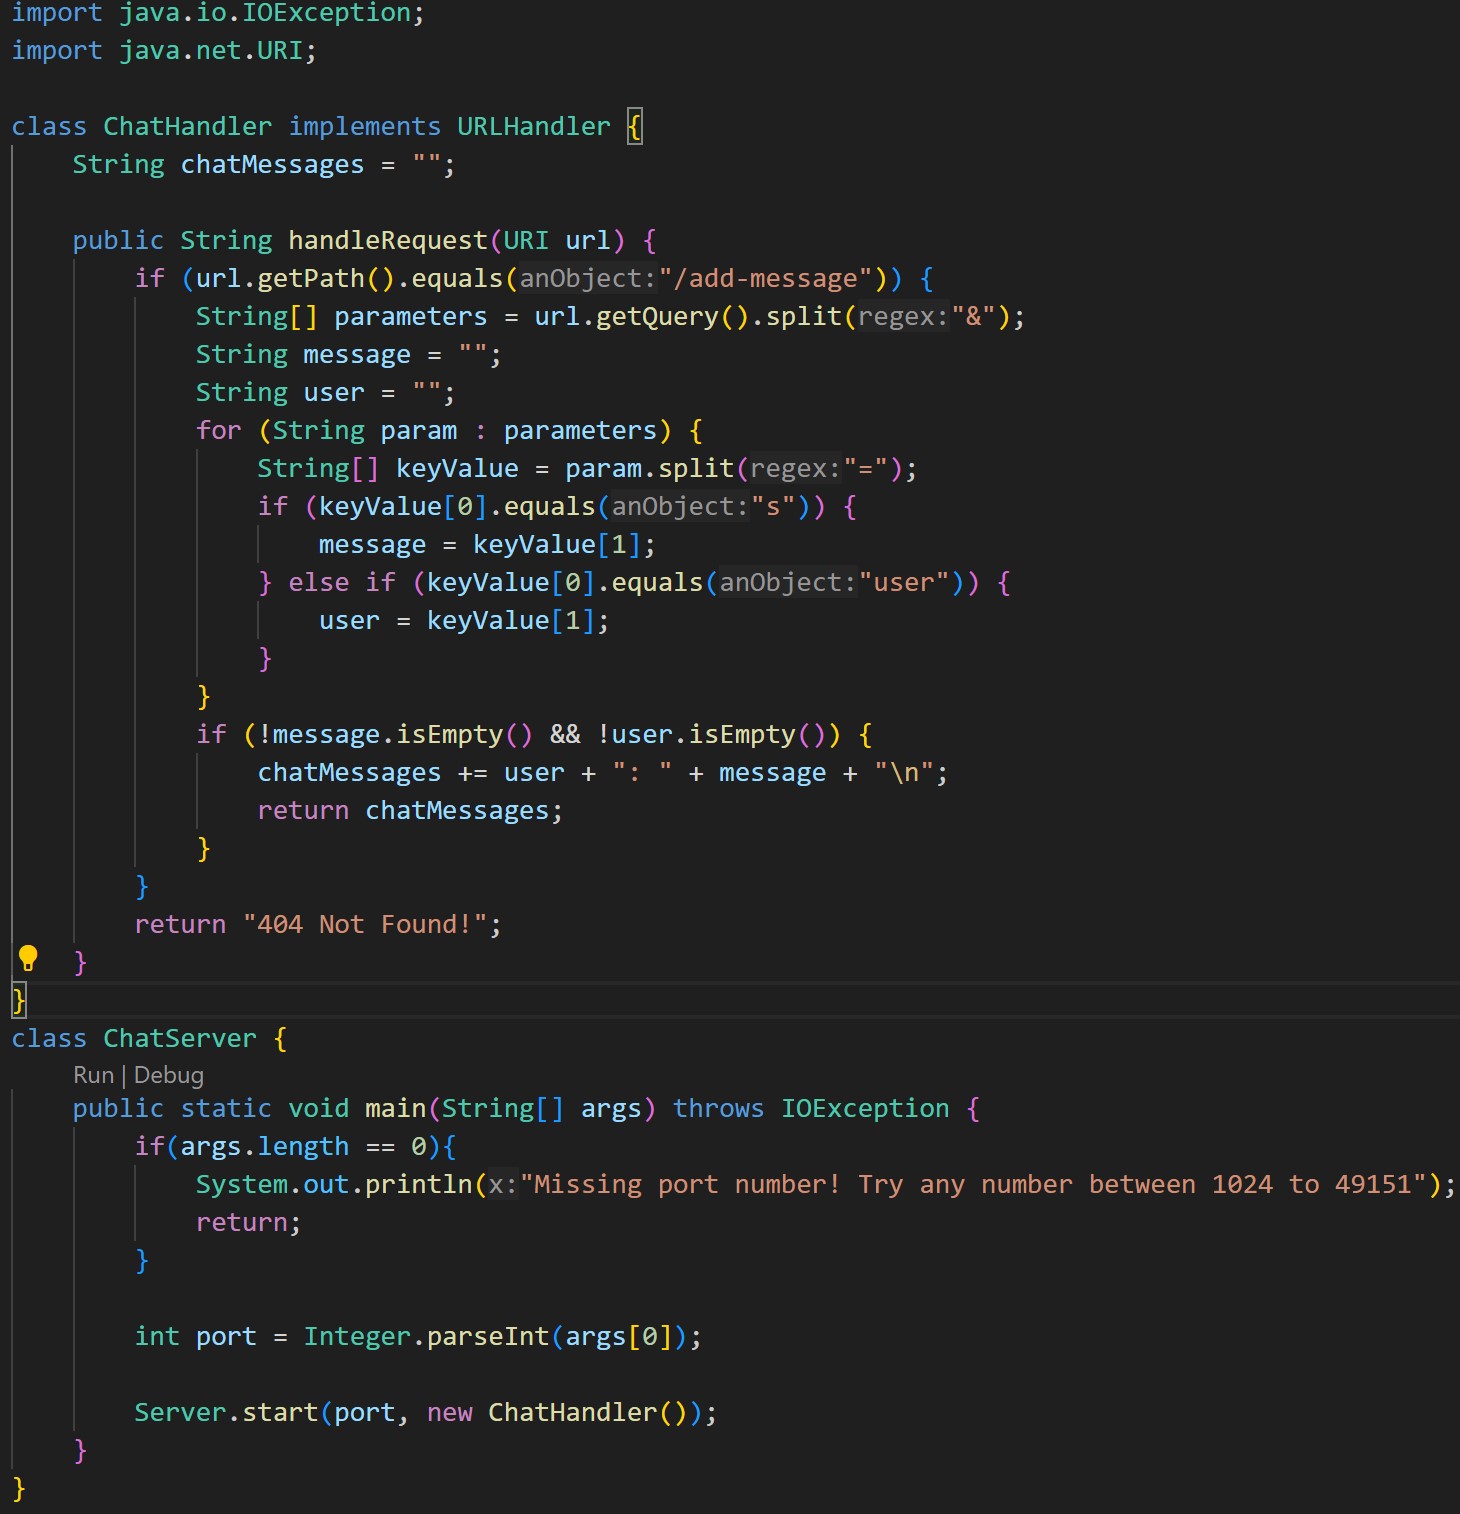 import java.io.IOException;
import java.net.URI;
class ChatHandler implements URLHandler {
    String chatMessages = "";
    public String handleRequest(URI url) {
        if (url.getPath().equals(anObject:"/add-message")) {
            String[] parameters = url.getQuery().split(regex:"&");
            String message = "";
            String user = "";
            for (String param : parameters) {
                String[] keyValue = param.split(regex:"=");
                if (keyValue[0].equals(anObject:"s")) {
                    message = keyValue[1];
                } else if (keyValue[0].equals(anObject:"user")) {
                    user = keyValue[1];
                }
            }
            if (!message.isEmpty() && !user.isEmpty()) {
                chatMessages += user + ": " + message + "\n";
                return chatMessages;
            }
        }
        return "404 Not Found!";
    }
}
class ChatServer {
    Run | Debug
    public static void main(String[] args) throws IOException {
        if(args.length == 0){
            System.out.println(x:"Missing port number! Try any number between 1024 to 49151");
            return;
        }
        int port = Integer.parseInt(args[0]);
        Server.start(port, new ChatHandler());
    }
}